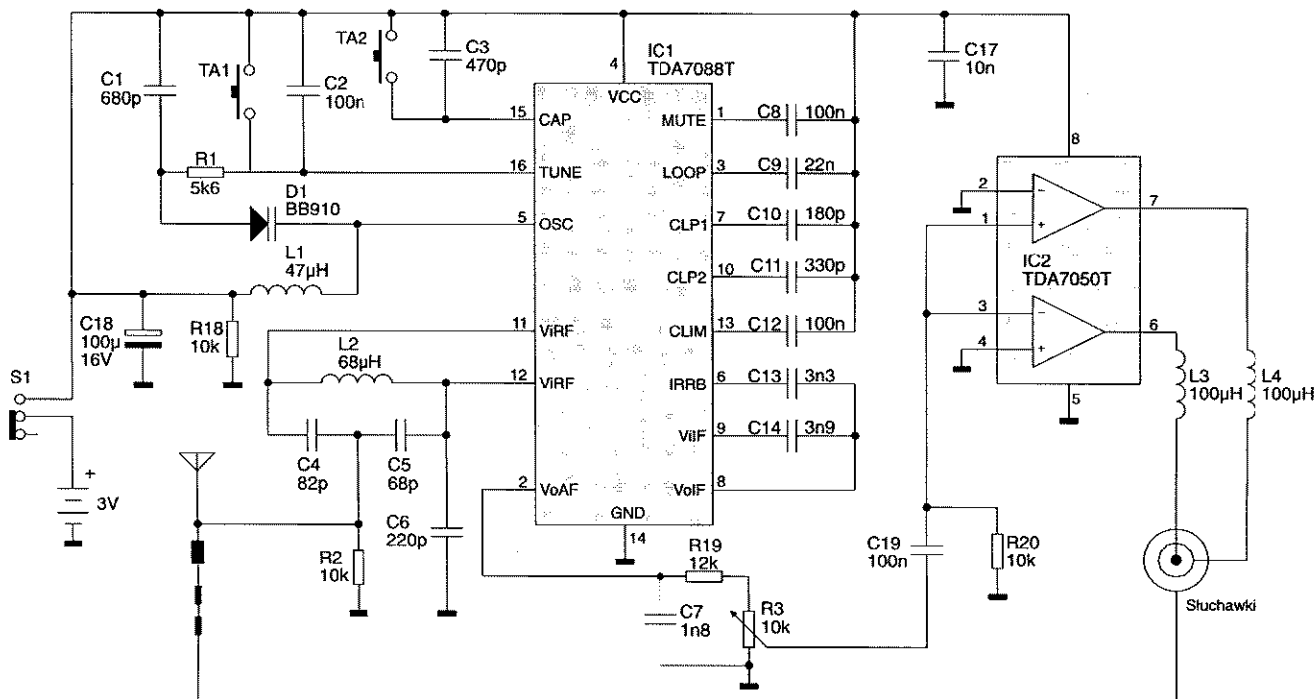 C1
680p
TA1
C2
100n
TA2
C3
470p
IC1
TDA7088T
4
VCC
C17
10n
15
CAP
MUTE
1
C8
100n
R1
5k6
16
TUNE
LOOP
3
C9
22n
D1
BB910
5
OSC
CLP1
7
C10
180p
L1
47µH
CLP2
10
C11
330p
C18
100µ
16V
R18
10k
11
ViRF
CLIM
13
C12
100n
L2
68µH
12
ViRF
IRRB
6
C13
3n3
C4
82p
C5
68p
ViIF
9
C14
3n9
2
VoAF
VoIF
8
GND
14
S1
+
3V
C6
220p
R2
10k
R19
12k
C7
1n8
R3
10k
C19
100n
R20
10k
8
2
-
1
+
7
IC2
TDA7050T
3
-
4
+
6
5
L3
100µH
L4
100µH
Słuchawki